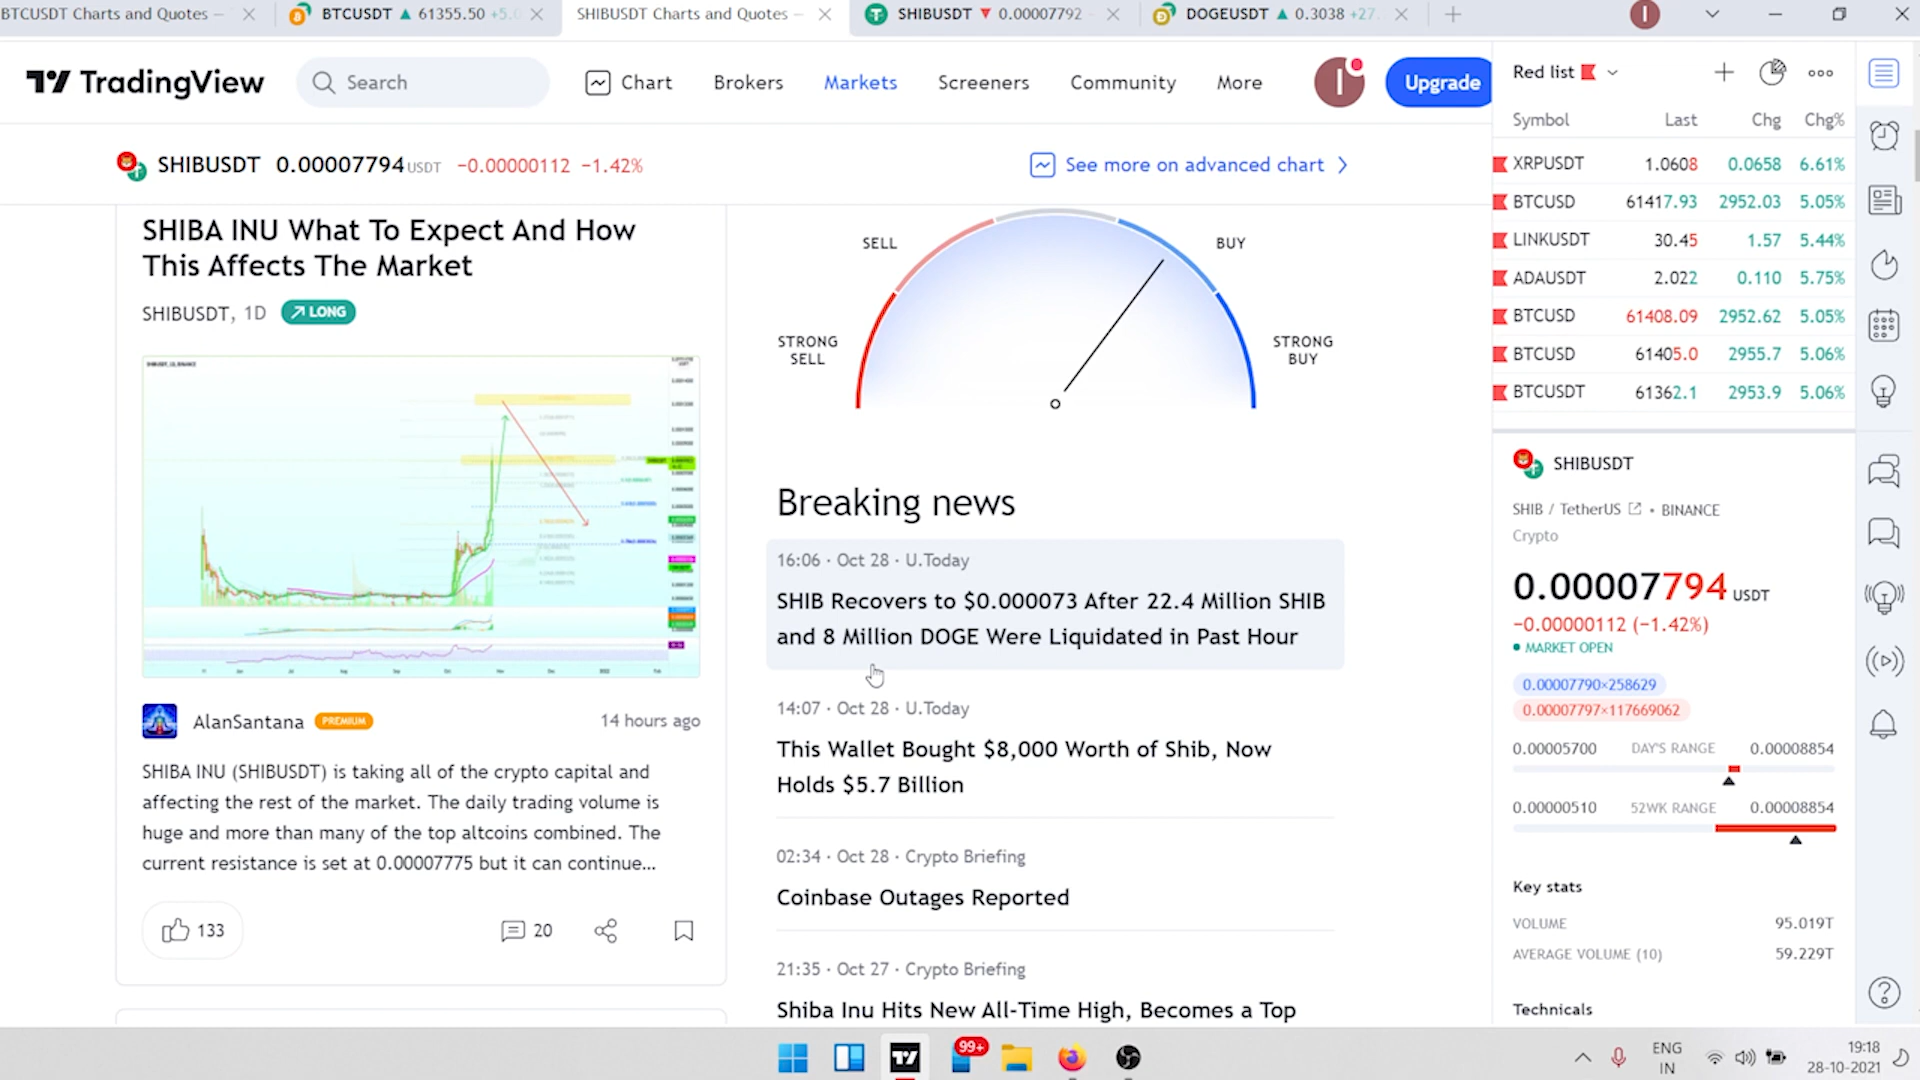 BTCUSDT Charts and Quotes —
BTCUSDT ▲ 61355.50 +5.0
SHIBUSDT Charts and Quotes —
SHIBUSDT ▼ 0.00007792 −
DOGEUSDT ▲ 0.3038 +27.
I
TradingView
Search
Chart
Brokers
Markets
Screeners
Community
More
I
Upgrade
SHIBUSDT 0.00007794 USDT −0.00000112 −1.42%
See more on advanced chart
SHIBA INU What To Expect And How
This Affects The Market
SHIBUSDT, 1D LONG
AlanSantana PREMIUM 14 hours ago
SHIBA INU (SHIBUSDT) is taking all of the crypto capital and
affecting the rest of the market. The daily trading volume is
huge and more than many of the top altcoins combined. The
current resistance is set at 0.00007775 but it can continue...
133
20
SELL
BUY
STRONG
SELL
STRONG
BUY
Breaking news
16:06 · Oct 28 · U.Today
SHIB Recovers to $0.000073 After 22.4 Million SHIB
and 8 Million DOGE Were Liquidated in Past Hour
14:07 · Oct 28 · U.Today
This Wallet Bought $8,000 Worth of Shib, Now
Holds $5.7 Billion
02:34 · Oct 28 · Crypto Briefing
Coinbase Outages Reported
21:35 · Oct 27 · Crypto Briefing
Shiba Inu Hits New All-Time High, Becomes a Top
Red list
Symbol Last Chg Chg%
XRPUSDT 1.0608 0.0658 6.61%
BTCUSD 61417.93 2952.03 5.05%
LINKUSDT 30.45 1.57 5.44%
ADAUSDT 2.022 0.110 5.75%
BTCUSD 61408.09 2952.62 5.05%
BTCUSD 61405.0 2955.7 5.06%
BTCUSDT 61362.1 2953.9 5.06%
SHIBUSDT
SHIB / TetherUS • BINANCE
Crypto
0.00007794 USDT
−0.00000112 (−1.42%)
MARKET OPEN
0.00007790×258629
0.00007797×117669062
0.00005700 DAY'S RANGE 0.00008854
0.00000510 52WK RANGE 0.00008854
Key stats
VOLUME 95.019T
AVERAGE VOLUME (10) 59.229T
Technicals
99+
ENG
IN
19:18
28-10-2021